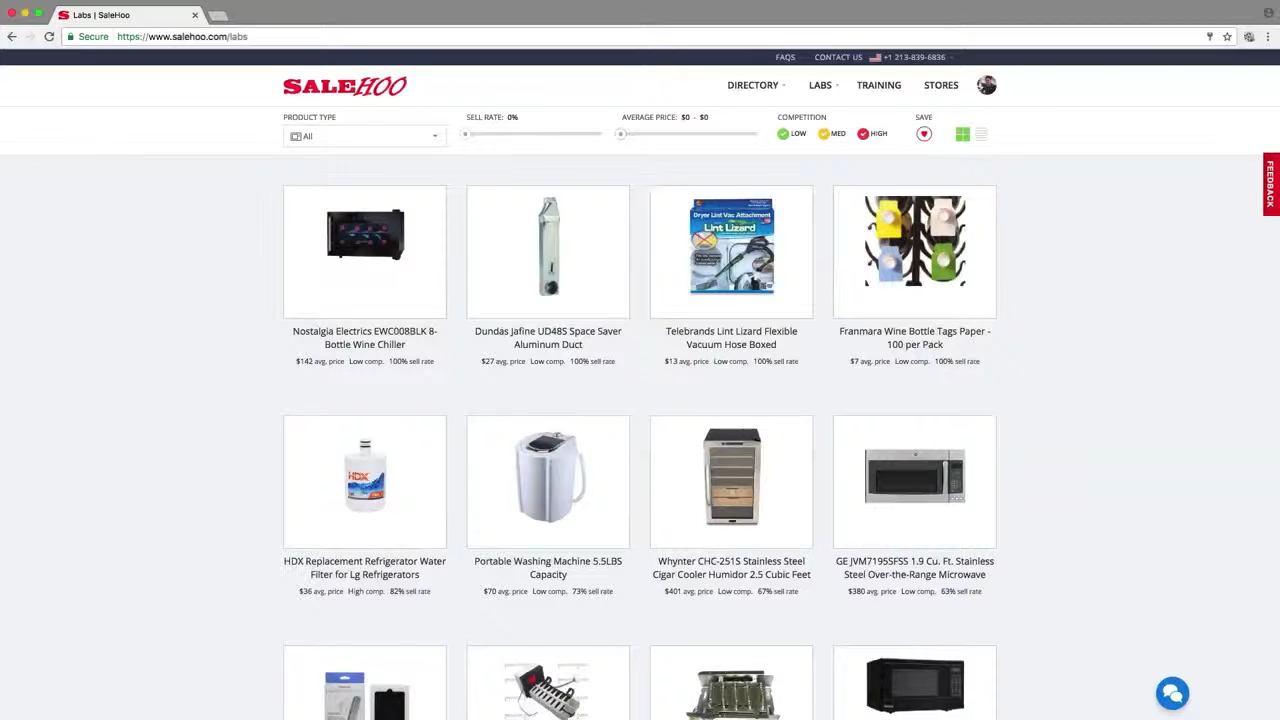 Labs | SaleHoo
Secure https://www.salehoo.com/labs
FAQS CONTACT US +1 213-839-6836
SALEHOO
DIRECTORY LABS TRAINING STORES
PRODUCT TYPE SELL RATE: 0% AVERAGE PRICE: $0 - $0 COMPETITION SAVE
All LOW MED HIGH
FEEDBACK
Dryer Lint Vac Attachment
Lint Lizard
Nostalgia Electrics EWC008BLK 8-
Bottle Wine Chiller
$142 avg. price Low comp. 100% sell rate
Dundas Jafine UD48S Space Saver
Aluminum Duct
$27 avg. price Low comp. 100% sell rate
Telebrands Lint Lizard Flexible
Vacuum Hose Boxed
$13 avg. price Low comp. 100% sell rate
Franmara Wine Bottle Tags Paper -
100 per Pack
$7 avg. price Low comp. 100% sell rate
HDX
HDX Replacement Refrigerator Water
Filter for Lg Refrigerators
$36 avg. price High comp. 82% sell rate
Portable Washing Machine 5.5LBS
Capacity
$70 avg. price Low comp. 73% sell rate
Whynter CHC-251S Stainless Steel
Cigar Cooler Humidor 2.5 Cubic Feet
$401 avg. price Low comp. 67% sell rate
GE JVM7195SFSS 1.9 Cu. Ft. Stainless
Steel Over-the-Range Microwave
$380 avg. price Low comp. 63% sell rate